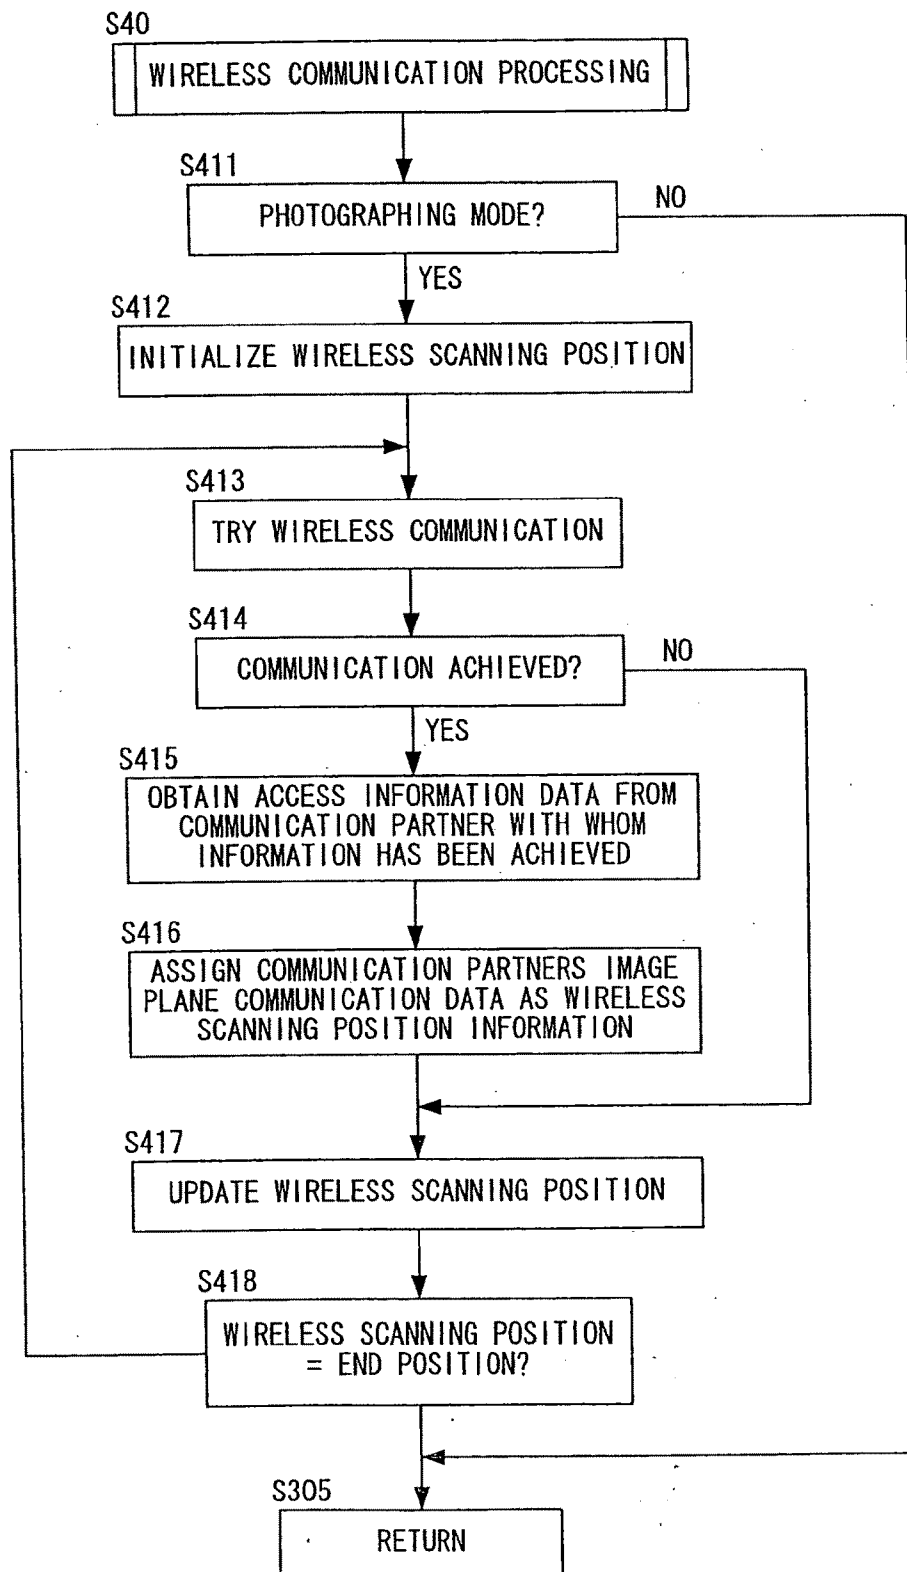 S40
WIRELESS COMMUNICATION PROCESSING
S411
PHOTOGRAPHING MODE?
NO
YES
S412
INITIALIZE WIRELESS SCANNING POSITION
S413
TRY WIRELESS COMMUNICATION
S414
COMMUNICATION ACHIEVED?
NO
YES
S415
OBTAIN ACCESS INFORMATION DATA FROM
COMMUNICATION PARTNER WITH WHOM
INFORMATION HAS BEEN ACHIEVED
S416
ASSIGN COMMUNICATION PARTNERS IMAGE
PLANE COMMUNICATION DATA AS WIRELESS
SCANNING POSITION INFORMATION
S417
UPDATE WIRELESS SCANNING POSITION
S418
WIRELESS SCANNING POSITION
= END POSITION?
S305
RETURN